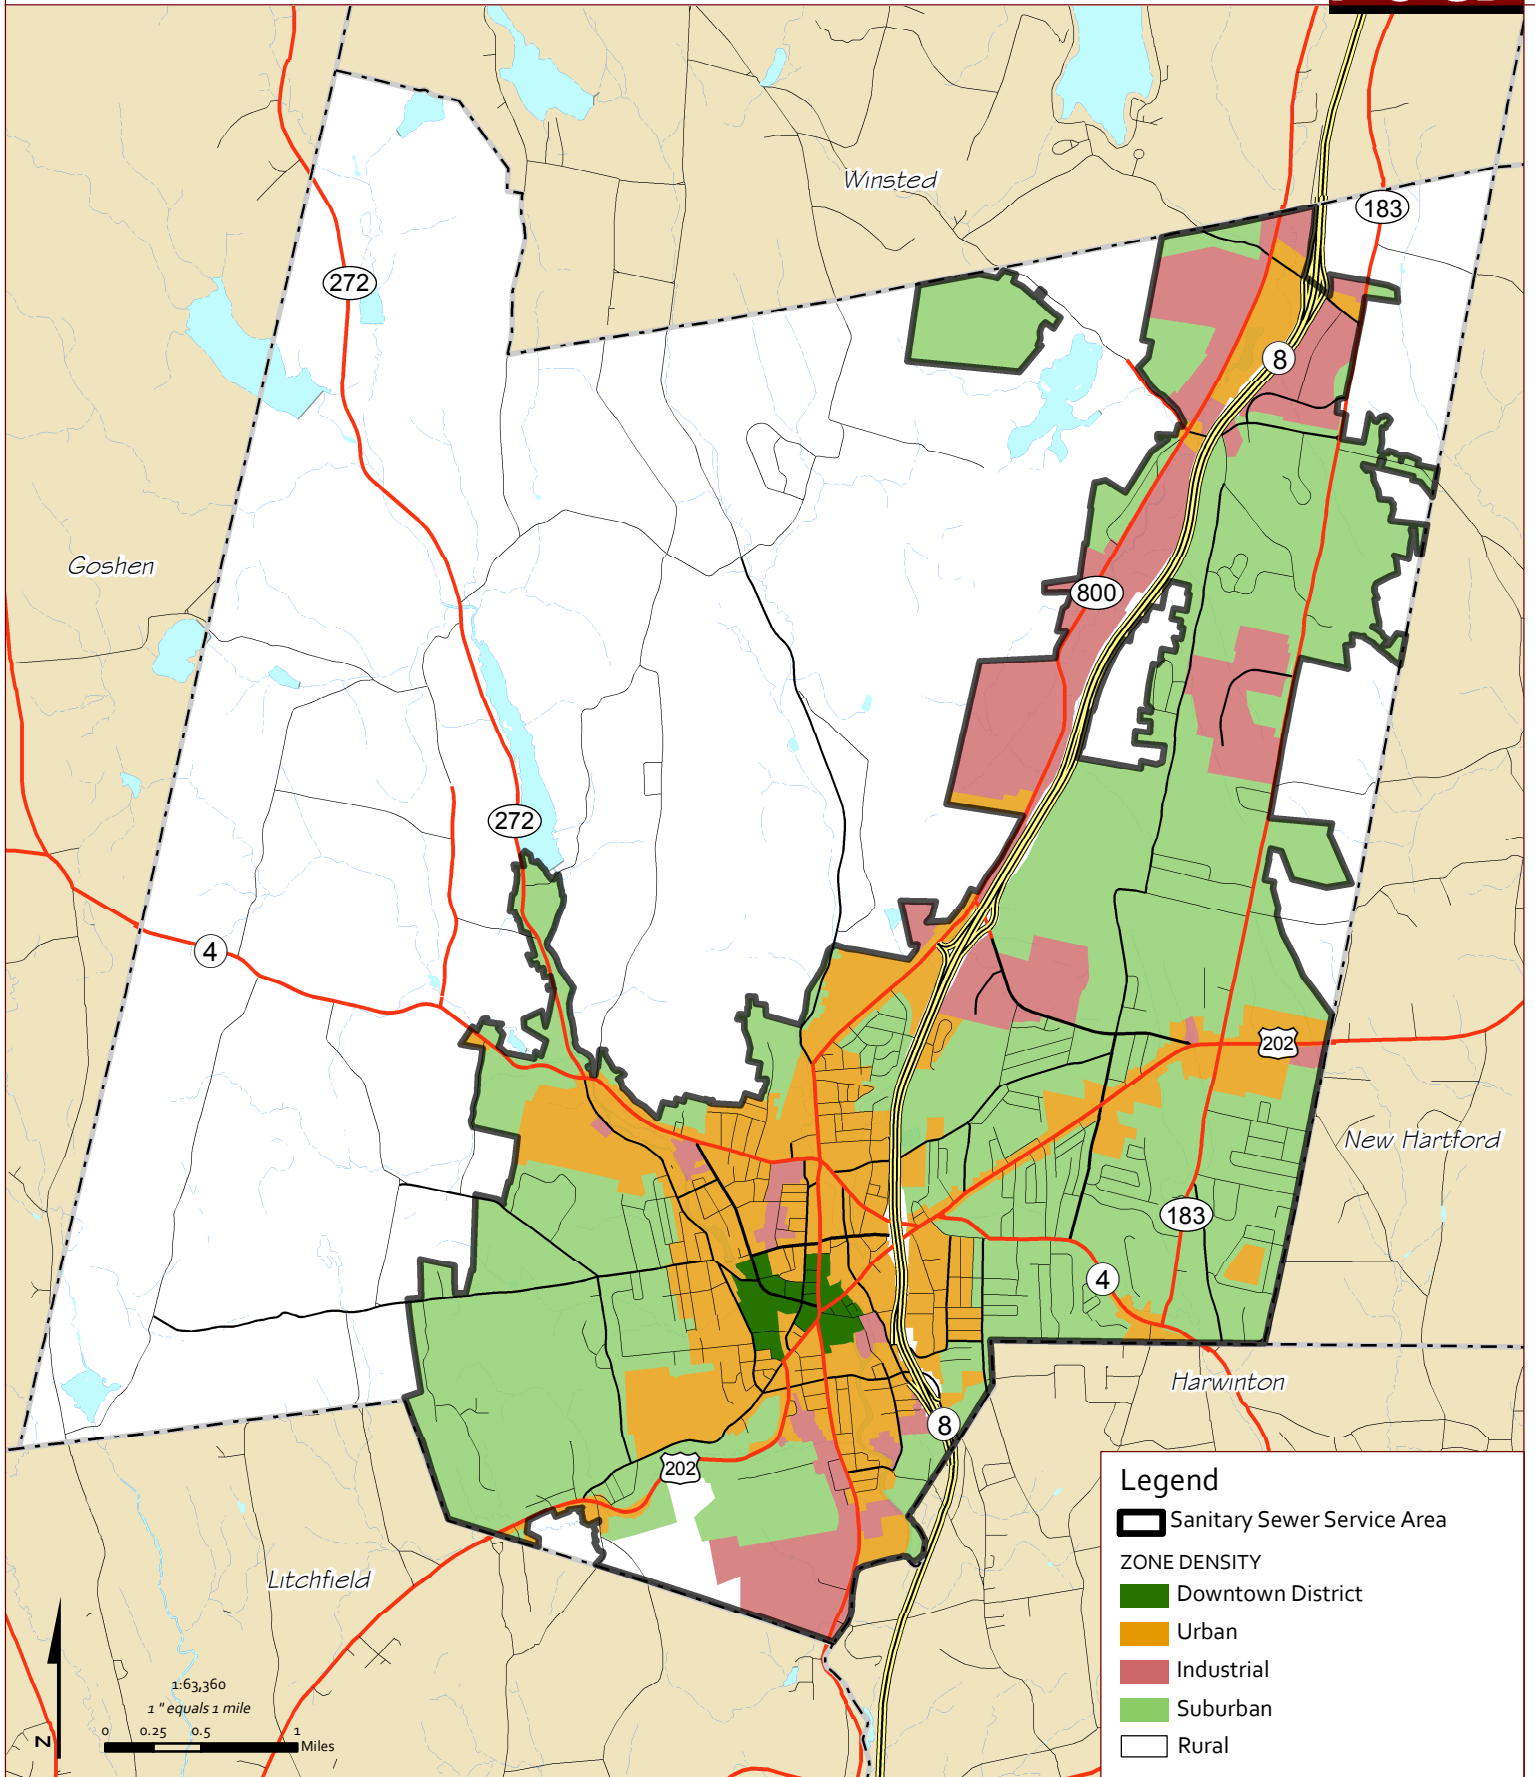 Winsted
183
272
8
Goshen
800
272
4
202
New Hartford
183
4
Harwinton
8
202
Litchfield
Legend
Sanitary Sewer Service Area
ZONE DENSITY
Downtown District
Urban
Industrial
Suburban
Rural
N
1:63,360
1 " equals 1 mile
0 0.25 0.5 1
Miles